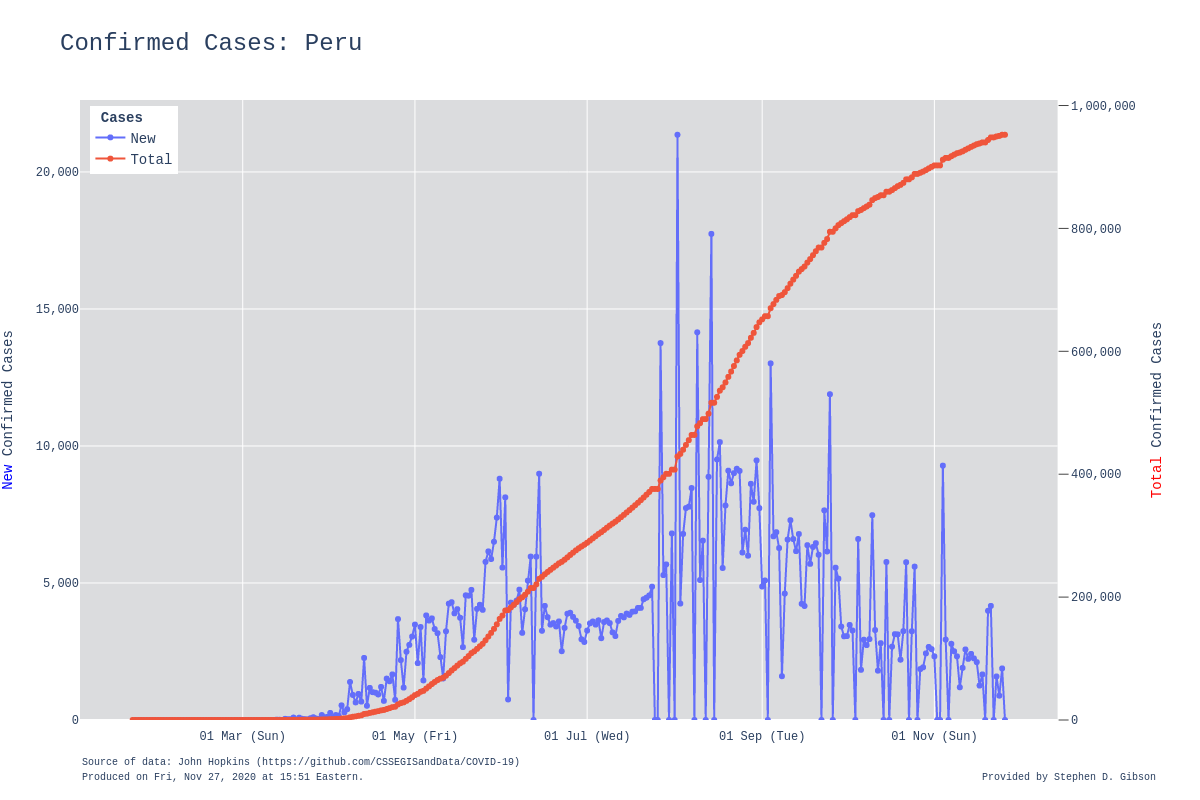 Confirmed Cases: Peru
Cases
New
Total
20,000
15,000
10,000
5,000
0
1,000,000
800,000
600,000
400,000
200,000
0
New Confirmed Cases
Total Confirmed Cases
01 Mar (Sun)
01 May (Fri)
01 Jul (Wed)
01 Sep (Tue)
01 Nov (Sun)
Source of data: John Hopkins (https://github.com/CSSEGISandData/COVID-19)
Produced on Fri, Nov 27, 2020 at 15:51 Eastern.
Provided by Stephen D. Gibson